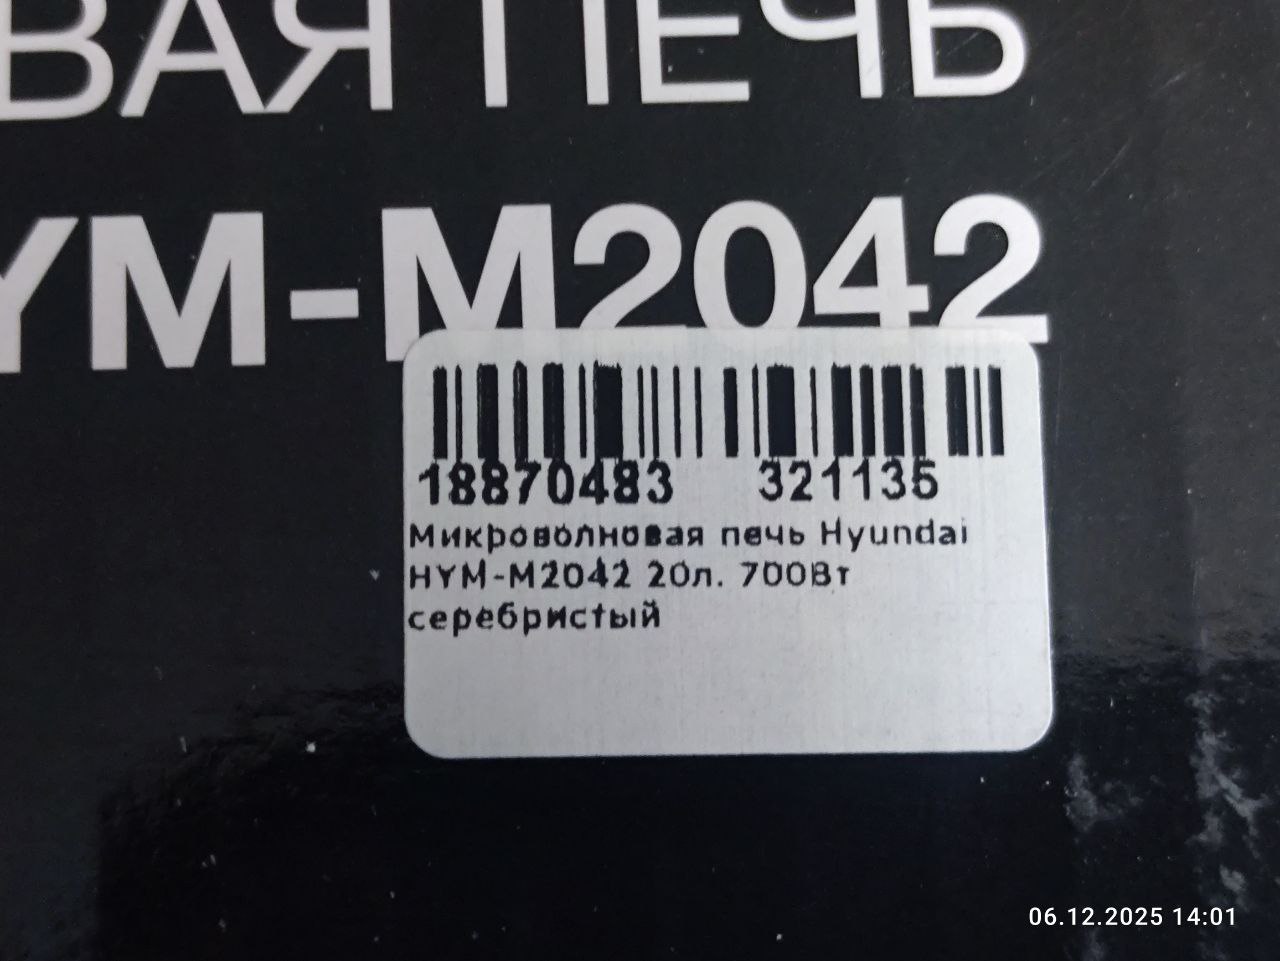 ВАЯ ПЕЧЬ
YM-M2042
18870483 321135
Микроволновая печь Hyundai
HYM-M2042 20л. 700Вт
серебристый
06.12.2025 14:01